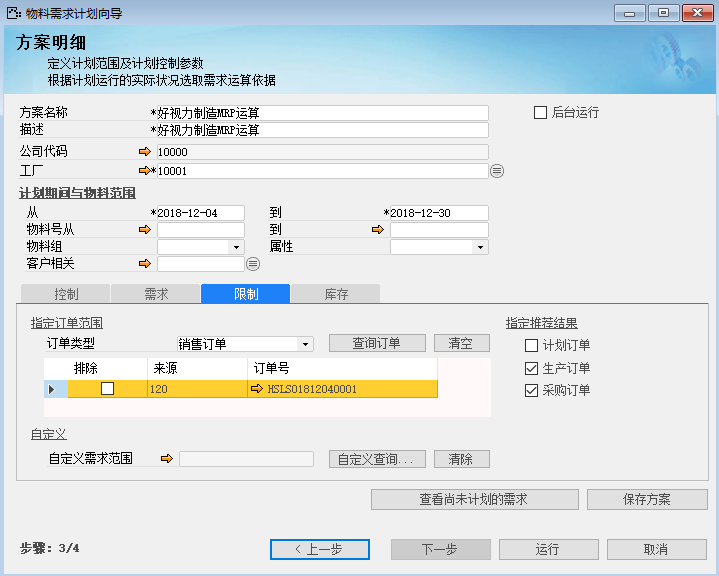 物料需求计划向导
方案明细
定义计划范围及计划控制参数
根据计划运行的实际状况选取需求运算依据
方案名称 *好视力制造MRP运算 后台运行
描述 *好视力制造MRP运算
公司代码 10000
工厂 *10001
计划期间与物料范围
从 *2018-12-04 到 *2018-12-30
物料号从 到
物料组 属性
客户相关
控制 需求 限制 库存
指定订单范围 指定推荐结果
订单类型 销售订单 查询订单 清空 计划订单
排除 来源 订单号 生产订单
120 HSLS01812040001 采购订单
自定义
自定义需求范围 自定义查询... 清除
查看尚未计划的需求 保存方案
步骤: 3/4 < 上一步 下一步 运行 取消